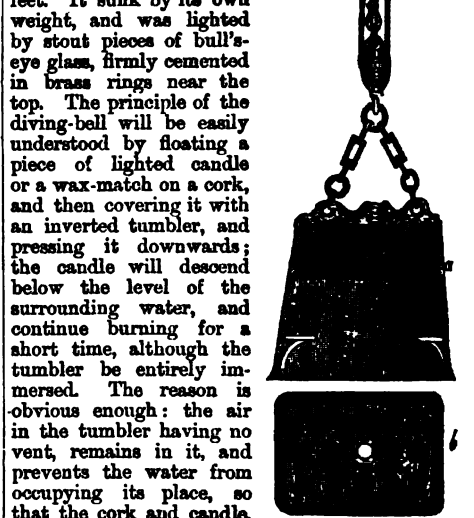 feet. It sunk by its own
weight, and was lighted
by stout pieces of bull's-
eye glass, firmly cemented
in brass rings near the
top. The principle of the
diving-bell will be easily
understood by floating a
piece of lighted candle
or a wax-match on a cork,
and then covering it with
an inverted tumbler, and
pressing it downwards;
the candle will descend
below the level of the
surrounding water, and
continue burning for a
short time, although the
tumbler be entirely im-
mersed. The reason is
obvious enough: the air
in the tumbler having no
vent, remains in it, and
prevents the water from
occupying its place, so
that the cork and candle,
a
b